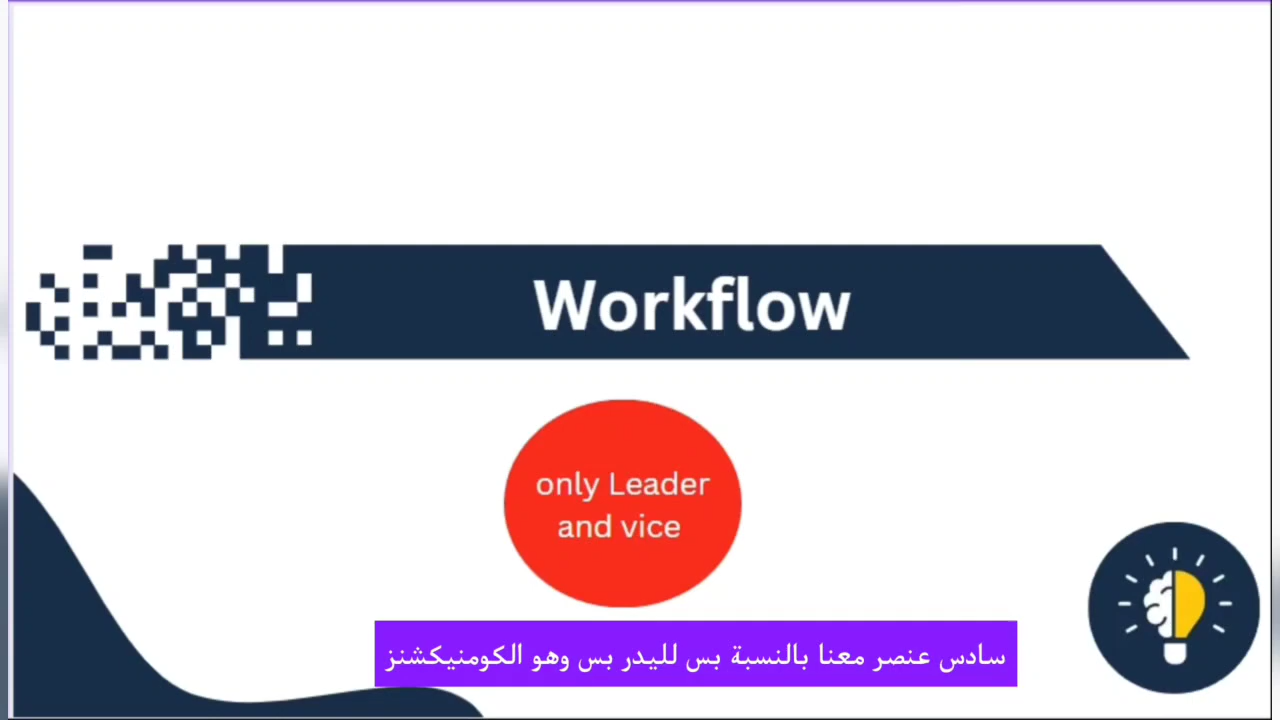 Workflow
only Leader
and vice
سادس عنصر معنا بالنسبة بس لليدر بس وهو الكومنيكشنز